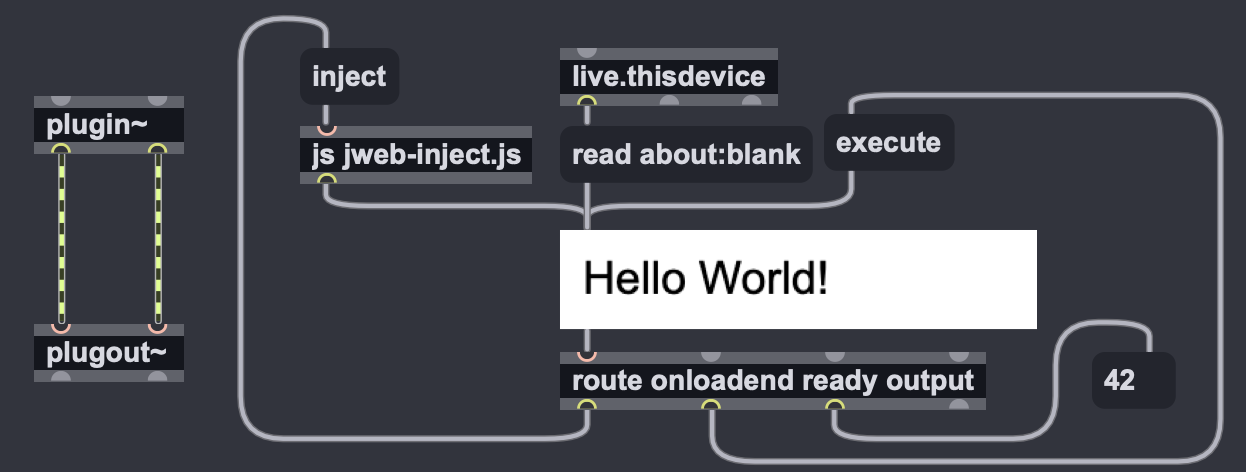 plugin~
plugout~
inject
js jweb-inject.js
live.thisdevice
read about:blank
execute
Hello World!
route onloadend ready output
42